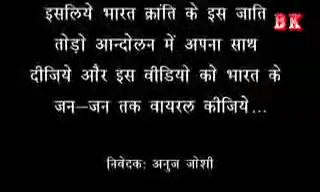 इसलिये भारत क्रांति के इस जाति
BK
तोड़ो आन्दोलन में अपना साथ
दीजिये और इस वीडियो को भारत के
जन–जन तक वायरल कीजिये...
निवेदक: अनुज जोशी